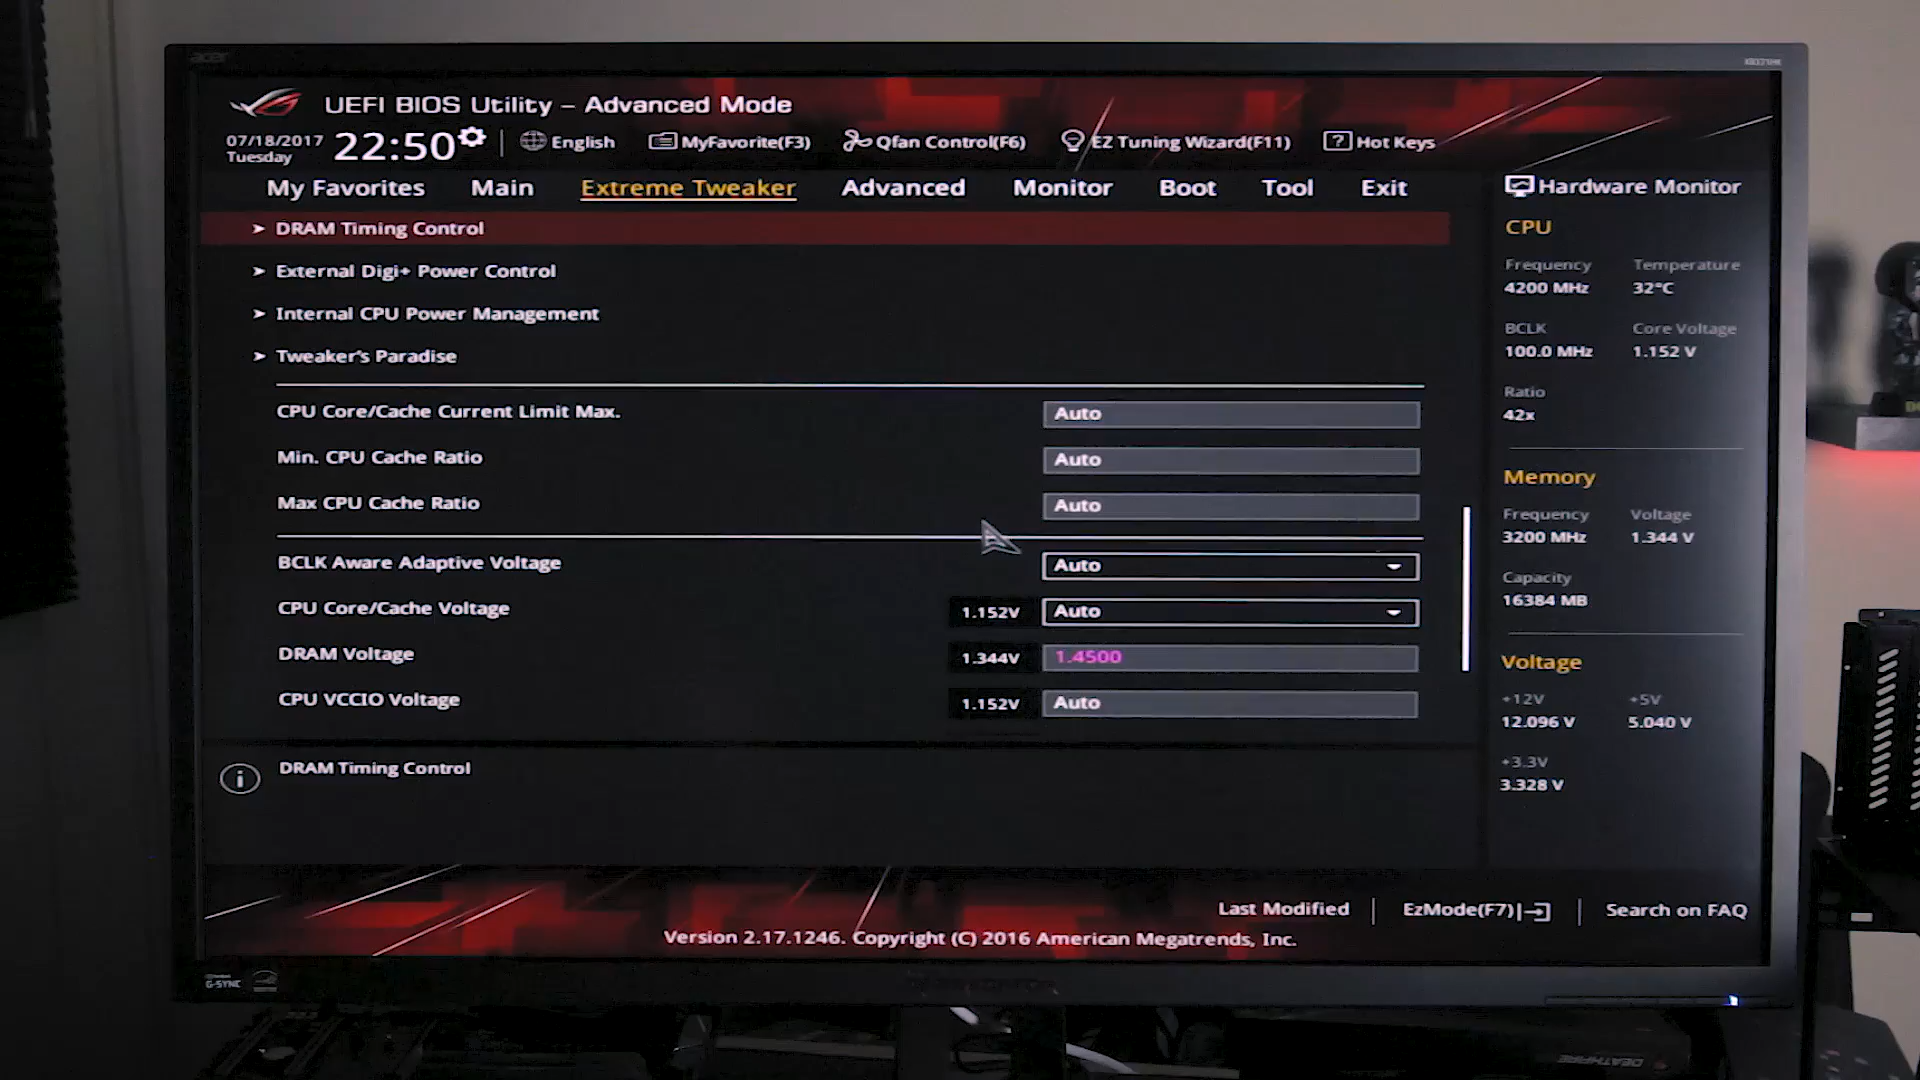 acer
UEFI BIOS Utility – Advanced Mode
07/18/2017
Tuesday
22:50
English
MyFavorite(F3)
Qfan Control(F6)
EZ Tuning Wizard(F11)
? Hot Keys
My Favorites
Main
Extreme Tweaker
Advanced
Monitor
Boot
Tool
Exit
DRAM Timing Control
External Digi+ Power Control
Internal CPU Power Management
Tweaker's Paradise
CPU Core/Cache Current Limit Max. Auto
Min. CPU Cache Ratio Auto
Max CPU Cache Ratio Auto
BCLK Aware Adaptive Voltage Auto
CPU Core/Cache Voltage 1.152V Auto
DRAM Voltage 1.344V 1.4500
CPU VCCIO Voltage 1.152V Auto
i DRAM Timing Control
Hardware Monitor
CPU
Frequency Temperature
4200 MHz 32°C
BCLK Core Voltage
100.0 MHz 1.152 V
Ratio
42x
Memory
Frequency Voltage
3200 MHz 1.344 V
Capacity
16384 MB
Voltage
+12V +5V
12.096 V 5.040 V
+3.3V
3.328 V
Last Modified
EzMode(F7)
Search on FAQ
Version 2.17.1246. Copyright (C) 2016 American Megatrends, Inc.
G-SYNC
DEATHFIRE